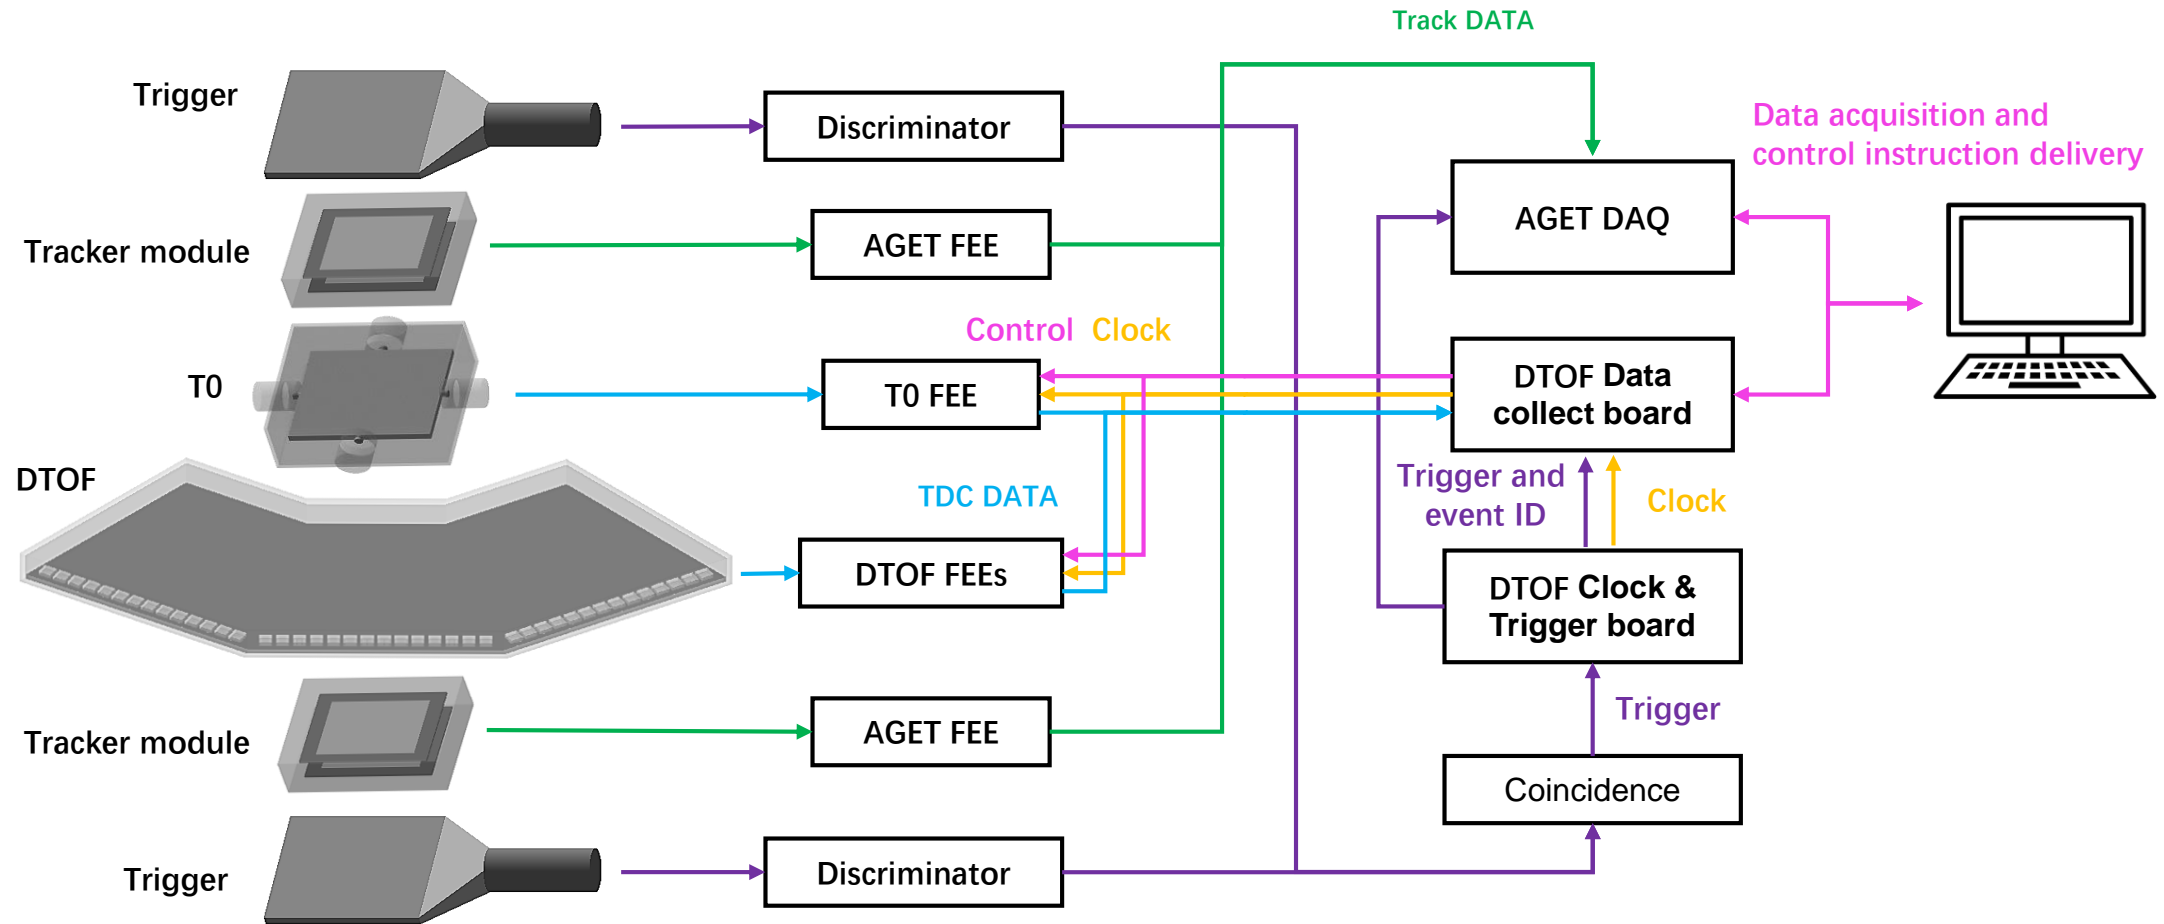 Track DATA
Trigger
Discriminator
Data acquisition and
control instruction delivery
Tracker module
AGET FEE
AGET DAQ
Control Clock
T0
T0 FEE
DTOF Data
collect board
DTOF
TDC DATA
Trigger and
event ID
Clock
DTOF FEEs
DTOF Clock &
Trigger board
Trigger
Tracker module
AGET FEE
Coincidence
Trigger
Discriminator